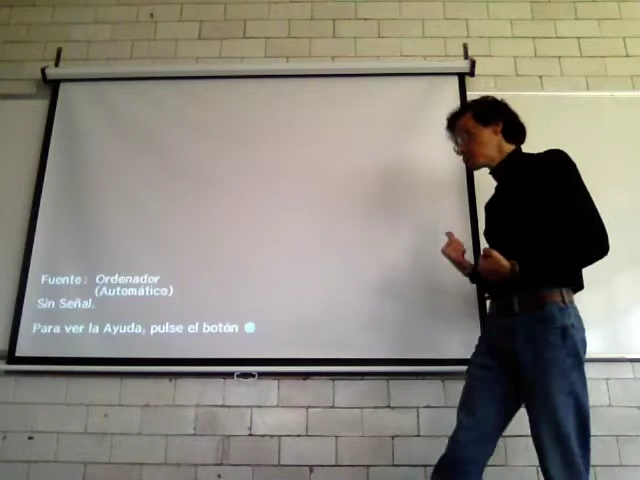 Fuente: Ordenador
(Automático)
Sin Señal.
Para ver la Ayuda, pulse el botón